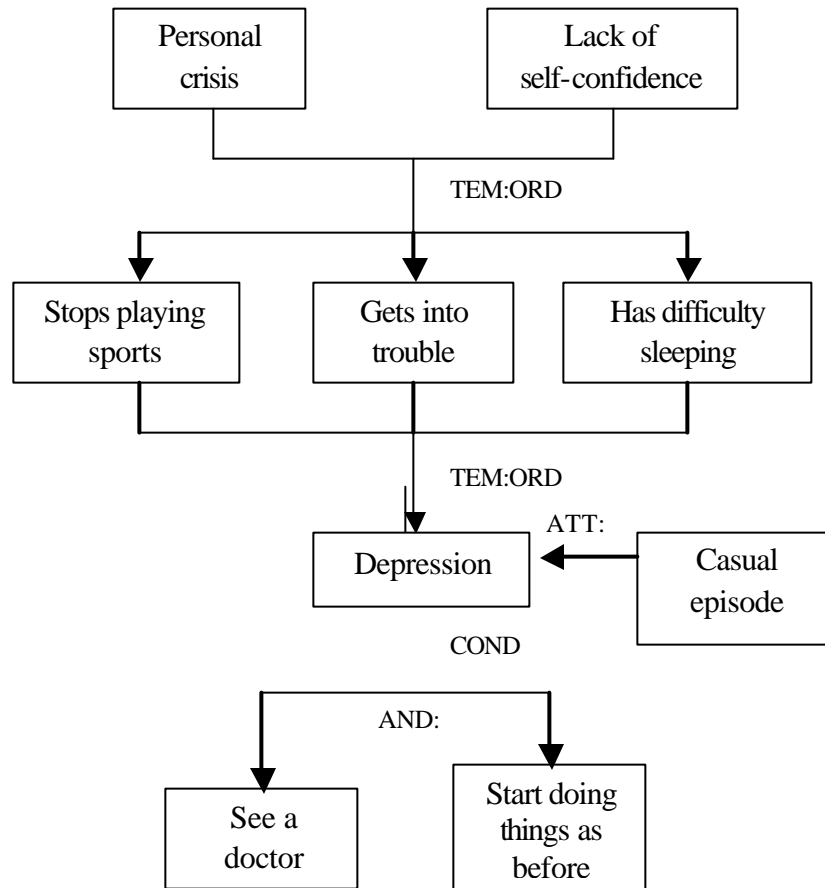 Personal
crisis
Lack of
self-confidence
TEM:ORD
Stops playing
sports
Gets into
trouble
Has difficulty
sleeping
TEM:ORD
ATT:
Depression
Casual
episode
COND
AND:
See a
doctor
Start doing
things as
before